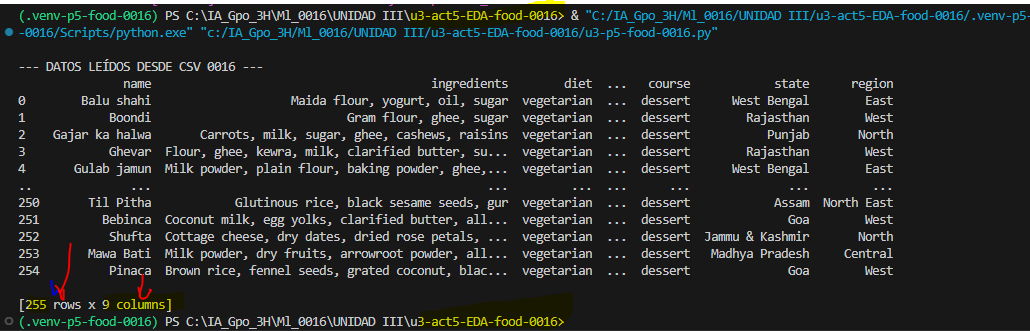 (.venv-p5-food-0016) PS C:\IA_Gpo_3H\Ml_0016\UNIDAD III\u3-act5-EDA-food-0016> & "C:/IA_Gpo_3H/Ml_0016/UNIDAD III/u3-act5-EDA-food-0016/.venv-p5-
-0016/Scripts/python.exe" "c:/IA_Gpo_3H/Ml_0016/UNIDAD III/u3-act5-EDA-food-0016/u3-p5-food-0016.py"
--- DATOS LEÍDOS DESDE CSV 0016 ---
name ingredients diet ... course state region
0 Balu shahi Maida flour, yogurt, oil, sugar vegetarian ... dessert West Bengal East
1 Boondi Gram flour, ghee, sugar vegetarian ... dessert Rajasthan West
2 Gajar ka halwa Carrots, milk, sugar, ghee, cashews, raisins vegetarian ... dessert Punjab North
3 Ghevar Flour, ghee, kewra, milk, clarified butter, su... vegetarian ... dessert Rajasthan West
4 Gulab jamun Milk powder, plain flour, baking powder, ghee,... vegetarian ... dessert West Bengal East
.. ... ... ... ... ... ... ...
250 Til Pitha Glutinous rice, black sesame seeds, gur vegetarian ... dessert Assam North East
251 Bebinca Coconut milk, egg yolks, clarified butter, all... vegetarian ... dessert Goa West
252 Shufta Cottage cheese, dry dates, dried rose petals, ... vegetarian ... dessert Jammu & Kashmir North
253 Mawa Bati Milk powder, dry fruits, arrowroot powder, all... vegetarian ... dessert Madhya Pradesh Central
254 Pinaca Brown rice, fennel seeds, grated coconut, blac... vegetarian ... dessert Goa West
[255 rows x 9 columns]
(.venv-p5-food-0016) PS C:\IA_Gpo_3H\Ml_0016\UNIDAD III\u3-act5-EDA-food-0016>